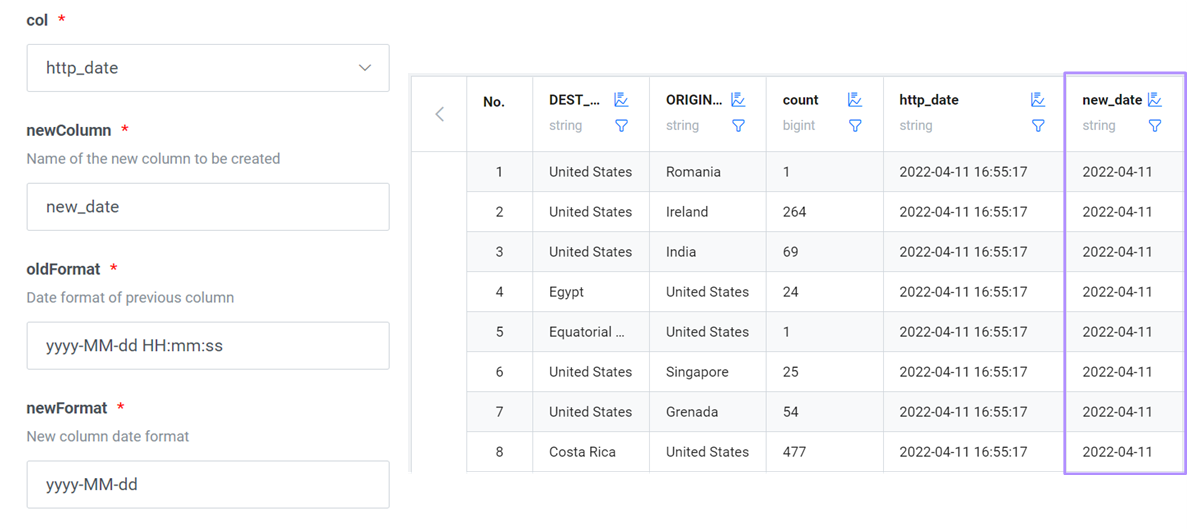 col *
http_date
newColumn *
Name of the new column to be created
new_date
oldFormat *
Date format of previous column
yyyy-MM-dd HH:mm:ss
newFormat *
New column date format
yyyy-MM-dd
No. DEST_... ORIGIN... count http_date new_date
string string bigint string string
1 United States Romania 1 2022-04-11 16:55:17 2022-04-11
2 United States Ireland 264 2022-04-11 16:55:17 2022-04-11
3 United States India 69 2022-04-11 16:55:17 2022-04-11
4 Egypt United States 24 2022-04-11 16:55:17 2022-04-11
5 Equatorial ... United States 1 2022-04-11 16:55:17 2022-04-11
6 United States Singapore 25 2022-04-11 16:55:17 2022-04-11
7 United States Grenada 54 2022-04-11 16:55:17 2022-04-11
8 Costa Rica United States 477 2022-04-11 16:55:17 2022-04-11